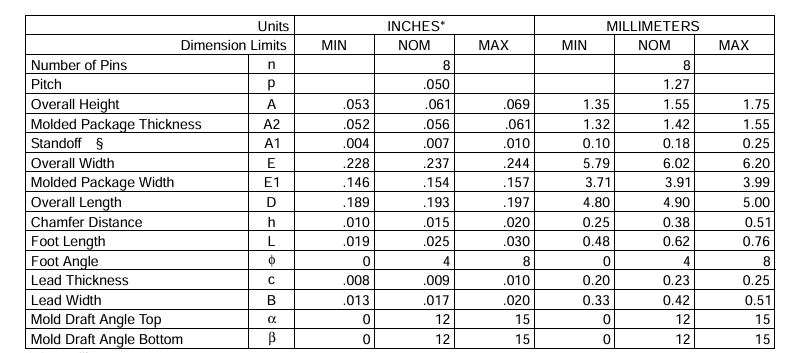 Units INCHES* MILLIMETERS
Dimension Limits MIN NOM MAX MIN NOM MAX
Number of Pins n 8 8
Pitch p .050 1.27
Overall Height A .053 .061 .069 1.35 1.55 1.75
Molded Package Thickness A2 .052 .056 .061 1.32 1.42 1.55
Standoff § A1 .004 .007 .010 0.10 0.18 0.25
Overall Width E .228 .237 .244 5.79 6.02 6.20
Molded Package Width E1 .146 .154 .157 3.71 3.91 3.99
Overall Length D .189 .193 .197 4.80 4.90 5.00
Chamfer Distance h .010 .015 .020 0.25 0.38 0.51
Foot Length L .019 .025 .030 0.48 0.62 0.76
Foot Angle ϕ 0 4 8 0 4 8
Lead Thickness c .008 .009 .010 0.20 0.23 0.25
Lead Width B .013 .017 .020 0.33 0.42 0.51
Mold Draft Angle Top α 0 12 15 0 12 15
Mold Draft Angle Bottom β 0 12 15 0 12 15